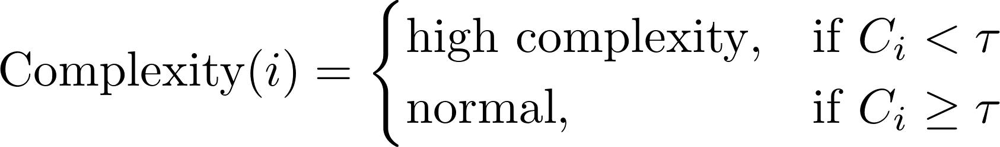 Complexity(i) = { high complexity, if C_i < τ
normal, if C_i ≥ τ